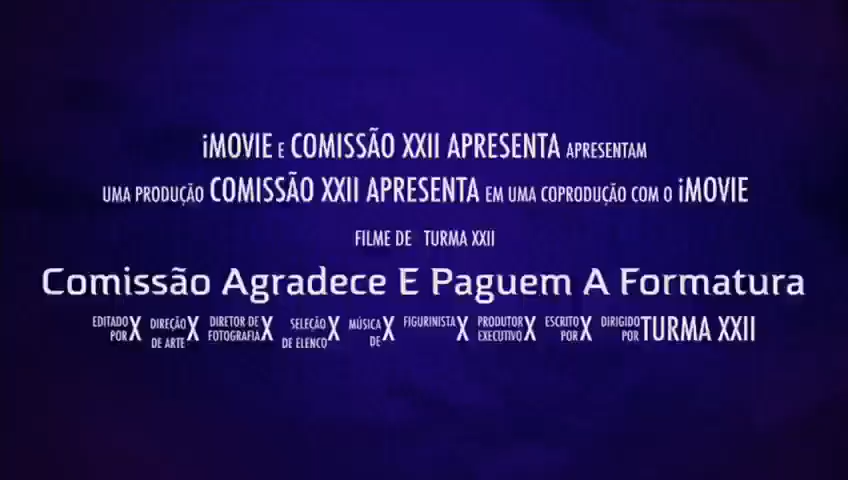 iMOVIE E COMISSÃO XXII APRESENTA APRESENTAM
UMA PRODUÇÃO COMISSÃO XXII APRESENTA EM UMA COPRODUÇÃO COM O iMOVIE
FILME DE TURMA XXII
Comissão Agradece E Paguem A Formatura
EDITADO POR X DIREÇÃO DE ARTE X DIRETOR DE FOTOGRAFIA X SELEÇÃO DE ELENCO X MÚSICA DE X FIGURINISTA X PRODUTOR EXECUTIVO X ESCRITO POR X DIRIGIDO POR TURMA XXII